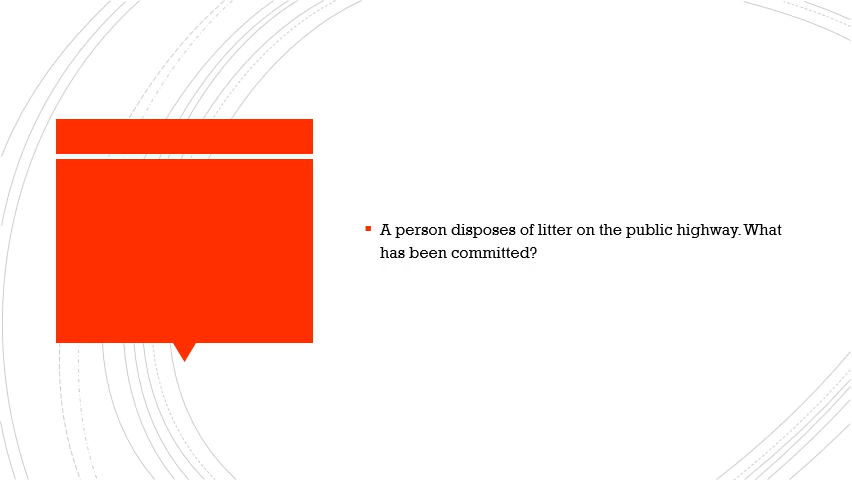 A person disposes of litter on the public highway. What
has been committed?